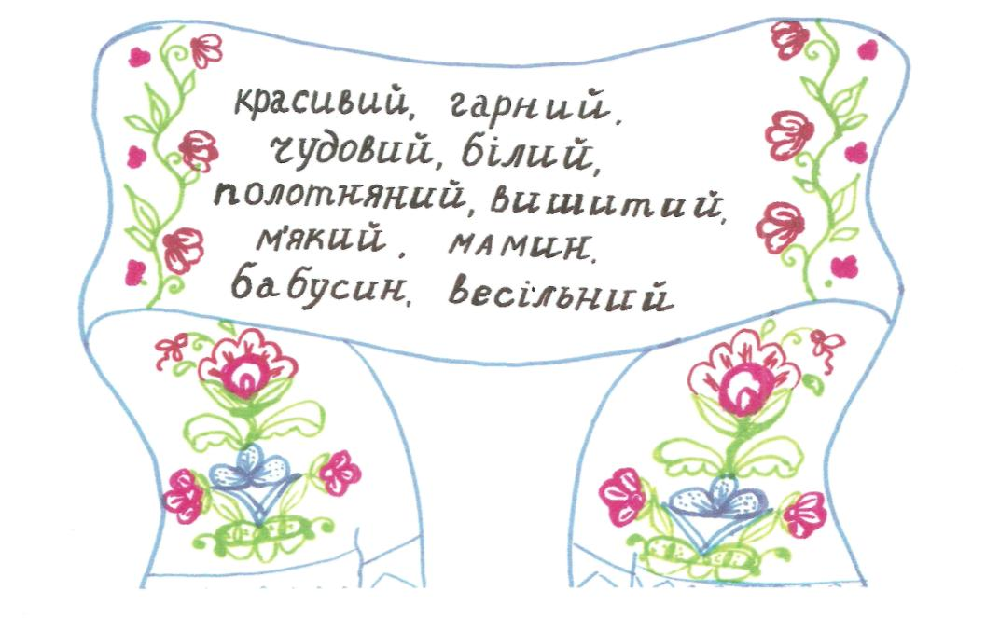 красивий, гарний,
чудовий, білий,
полотняний, вишитий,
м'який, мамин,
бабусин, весільний